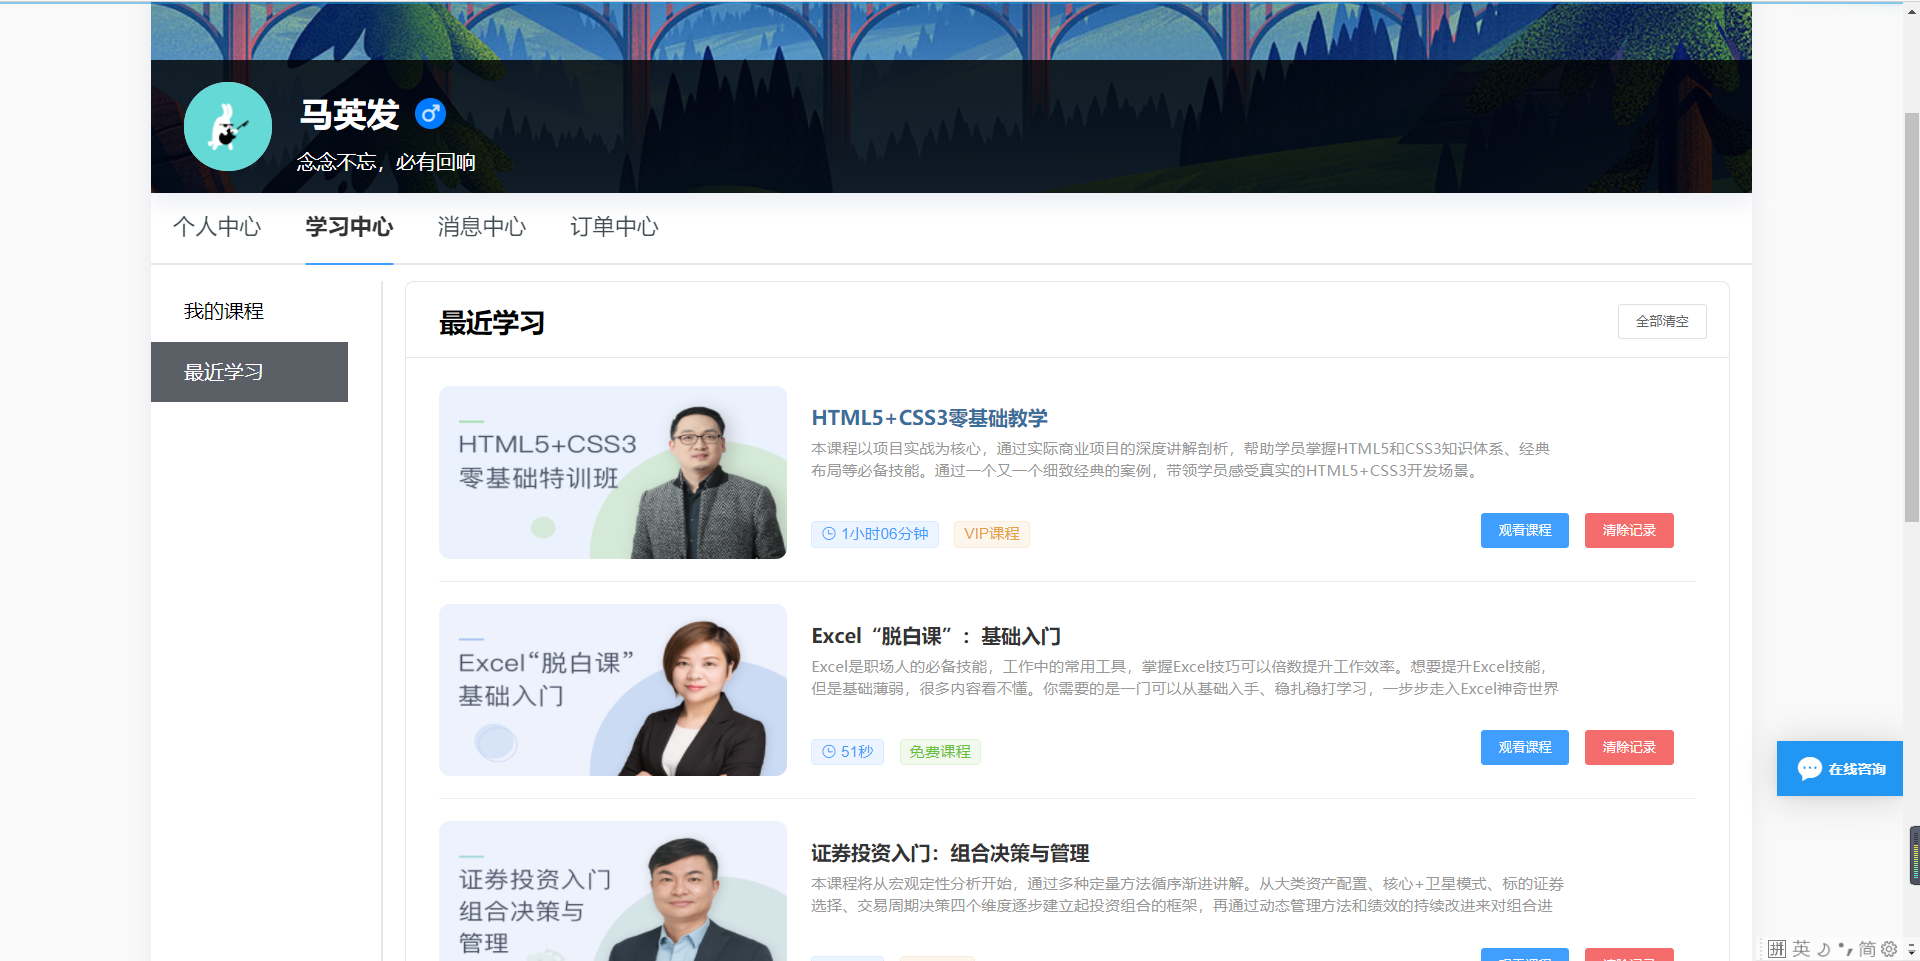 马英发
念念不忘，必有回响
个人中心
学习中心
消息中心
订单中心
我的课程
最近学习
最近学习
全部清空
HTML5+CSS3
零基础特训班
HTML5+CSS3零基础教学
本课程以项目实战为核心，通过实际商业项目的深度讲解剖析，帮助学员掌握HTML5和CSS3知识体系、经典
布局等必备技能。通过一个又一个细致经典的案例，带领学员感受真实的HTML5+CSS3开发场景。
1小时06分钟
VIP课程
观看课程
清除记录
Excel“脱白课”
基础入门
Excel“脱白课”：基础入门
Excel是职场人的必备技能，工作中的常用工具，掌握Excel技巧可以倍数提升工作效率。想要提升Excel技能，
但是基础薄弱，很多内容看不懂。你需要的是一门可以从基础入手、稳扎稳打学习，一步步走入Excel神奇世界
51秒
免费课程
观看课程
清除记录
在线咨询
证券投资入门
组合决策与
管理
证券投资入门：组合决策与管理
本课程将从宏观定性分析开始，通过多种定量方法循序渐进讲解。从大类资产配置、核心+卫星模式、标的证券
选择、交易周期决策四个维度逐步建立起投资组合的框架，再通过动态管理方法和绩效的持续改进来对组合进
拼 英 简